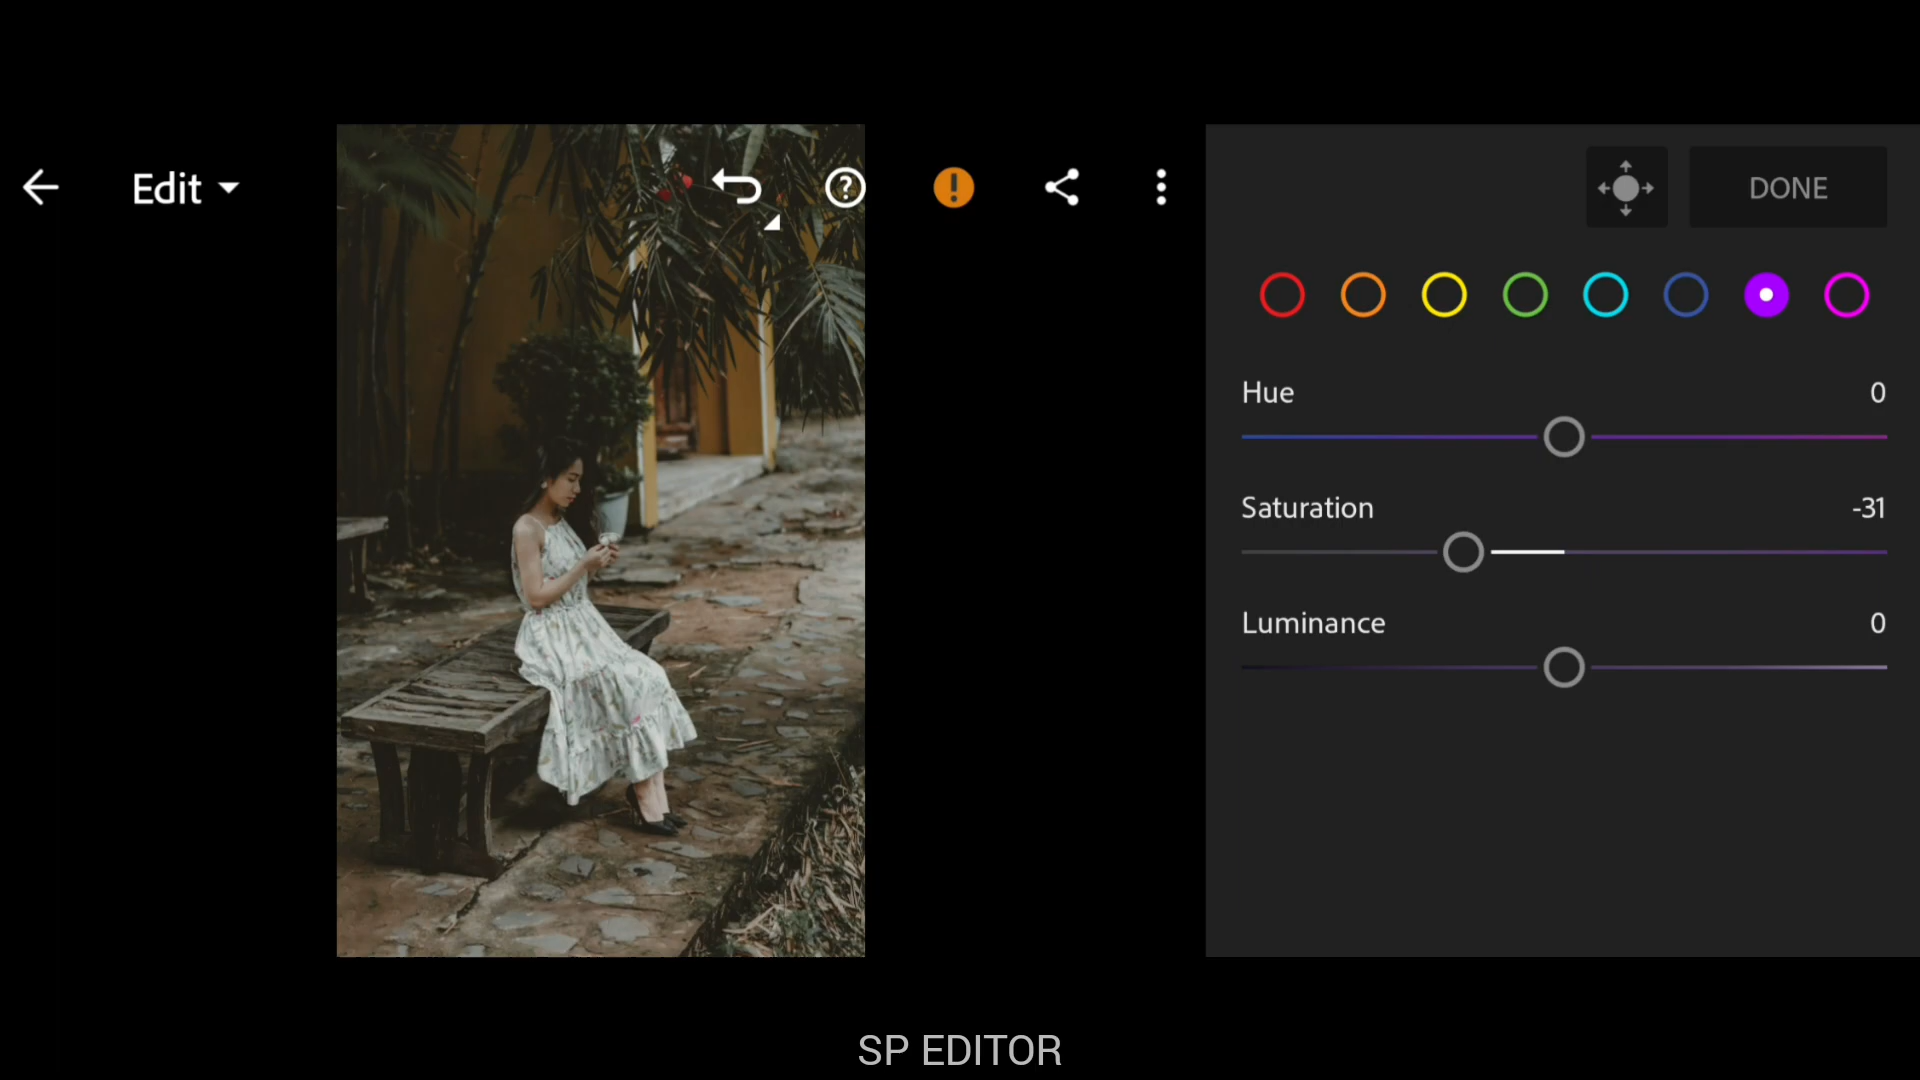 Edit
DONE
Hue 0
Saturation -31
Luminance 0
SP EDITOR